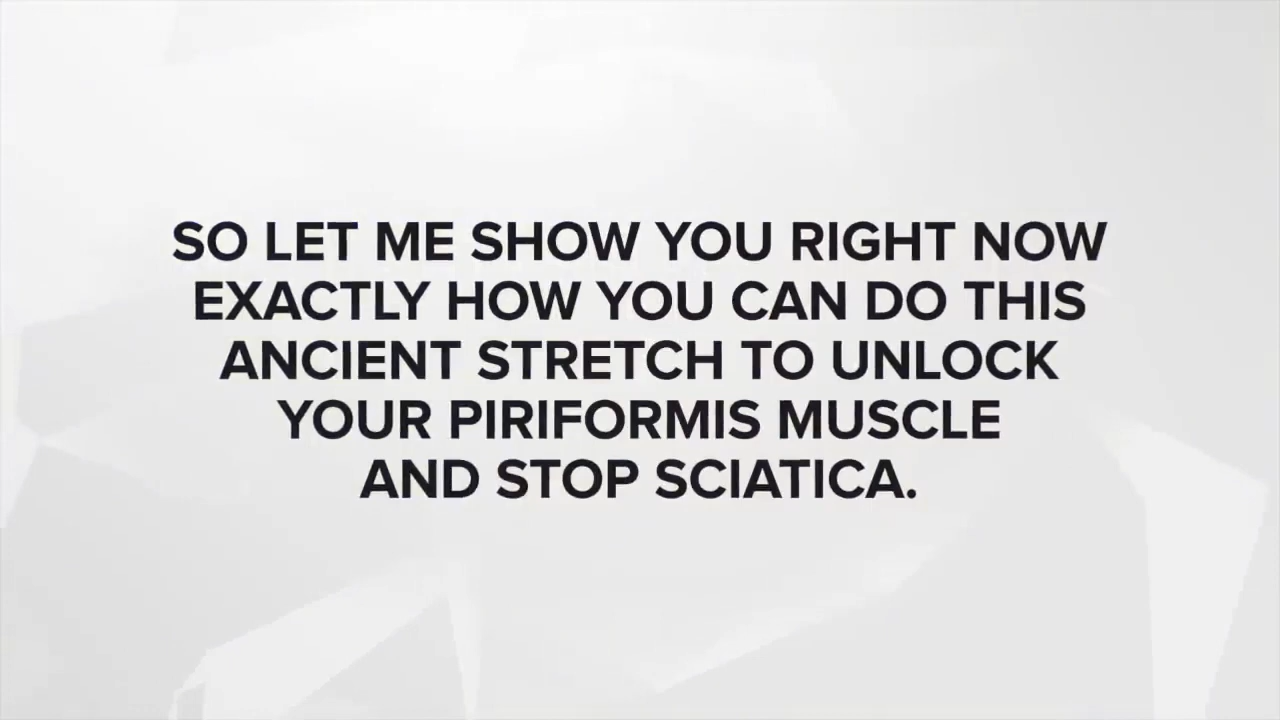 SO LET ME SHOW YOU RIGHT NOW
EXACTLY HOW YOU CAN DO THIS
ANCIENT STRETCH TO UNLOCK
YOUR PIRIFORMIS MUSCLE
AND STOP SCIATICA.